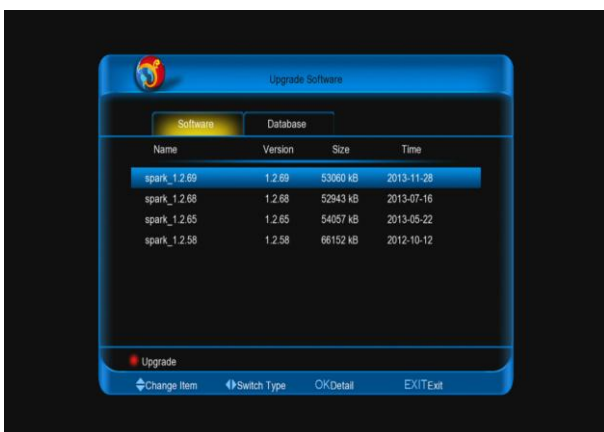 Upgrade Software
Software Database
Name Version Size Time
spark_1.2.69 1.2.69 53060 kB 2013-11-28
spark_1.2.68 1.2.68 52943 kB 2013-07-16
spark_1.2.65 1.2.65 54057 kB 2013-05-22
spark_1.2.58 1.2.58 66152 kB 2012-10-12
Upgrade
Change Item Switch Type OKDetail EXITExit